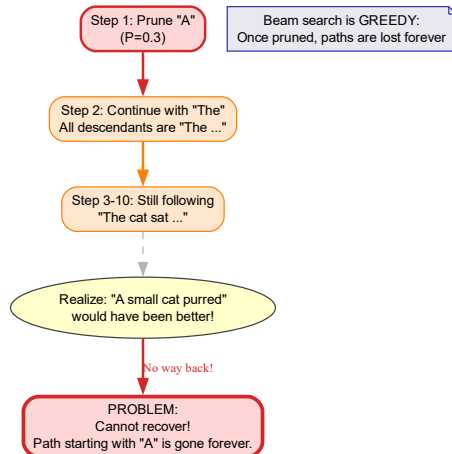 Step 1: Prune "A"
(P=0.3)
Beam search is GREEDY:
Once pruned, paths are lost forever
Step 2: Continue with "The"
All descendants are "The ..."
Step 3-10: Still following
"The cat sat ..."
Realize: "A small cat purred"
would have been better!
No way back!
PROBLEM:
Cannot recover!
Path starting with "A" is gone forever.